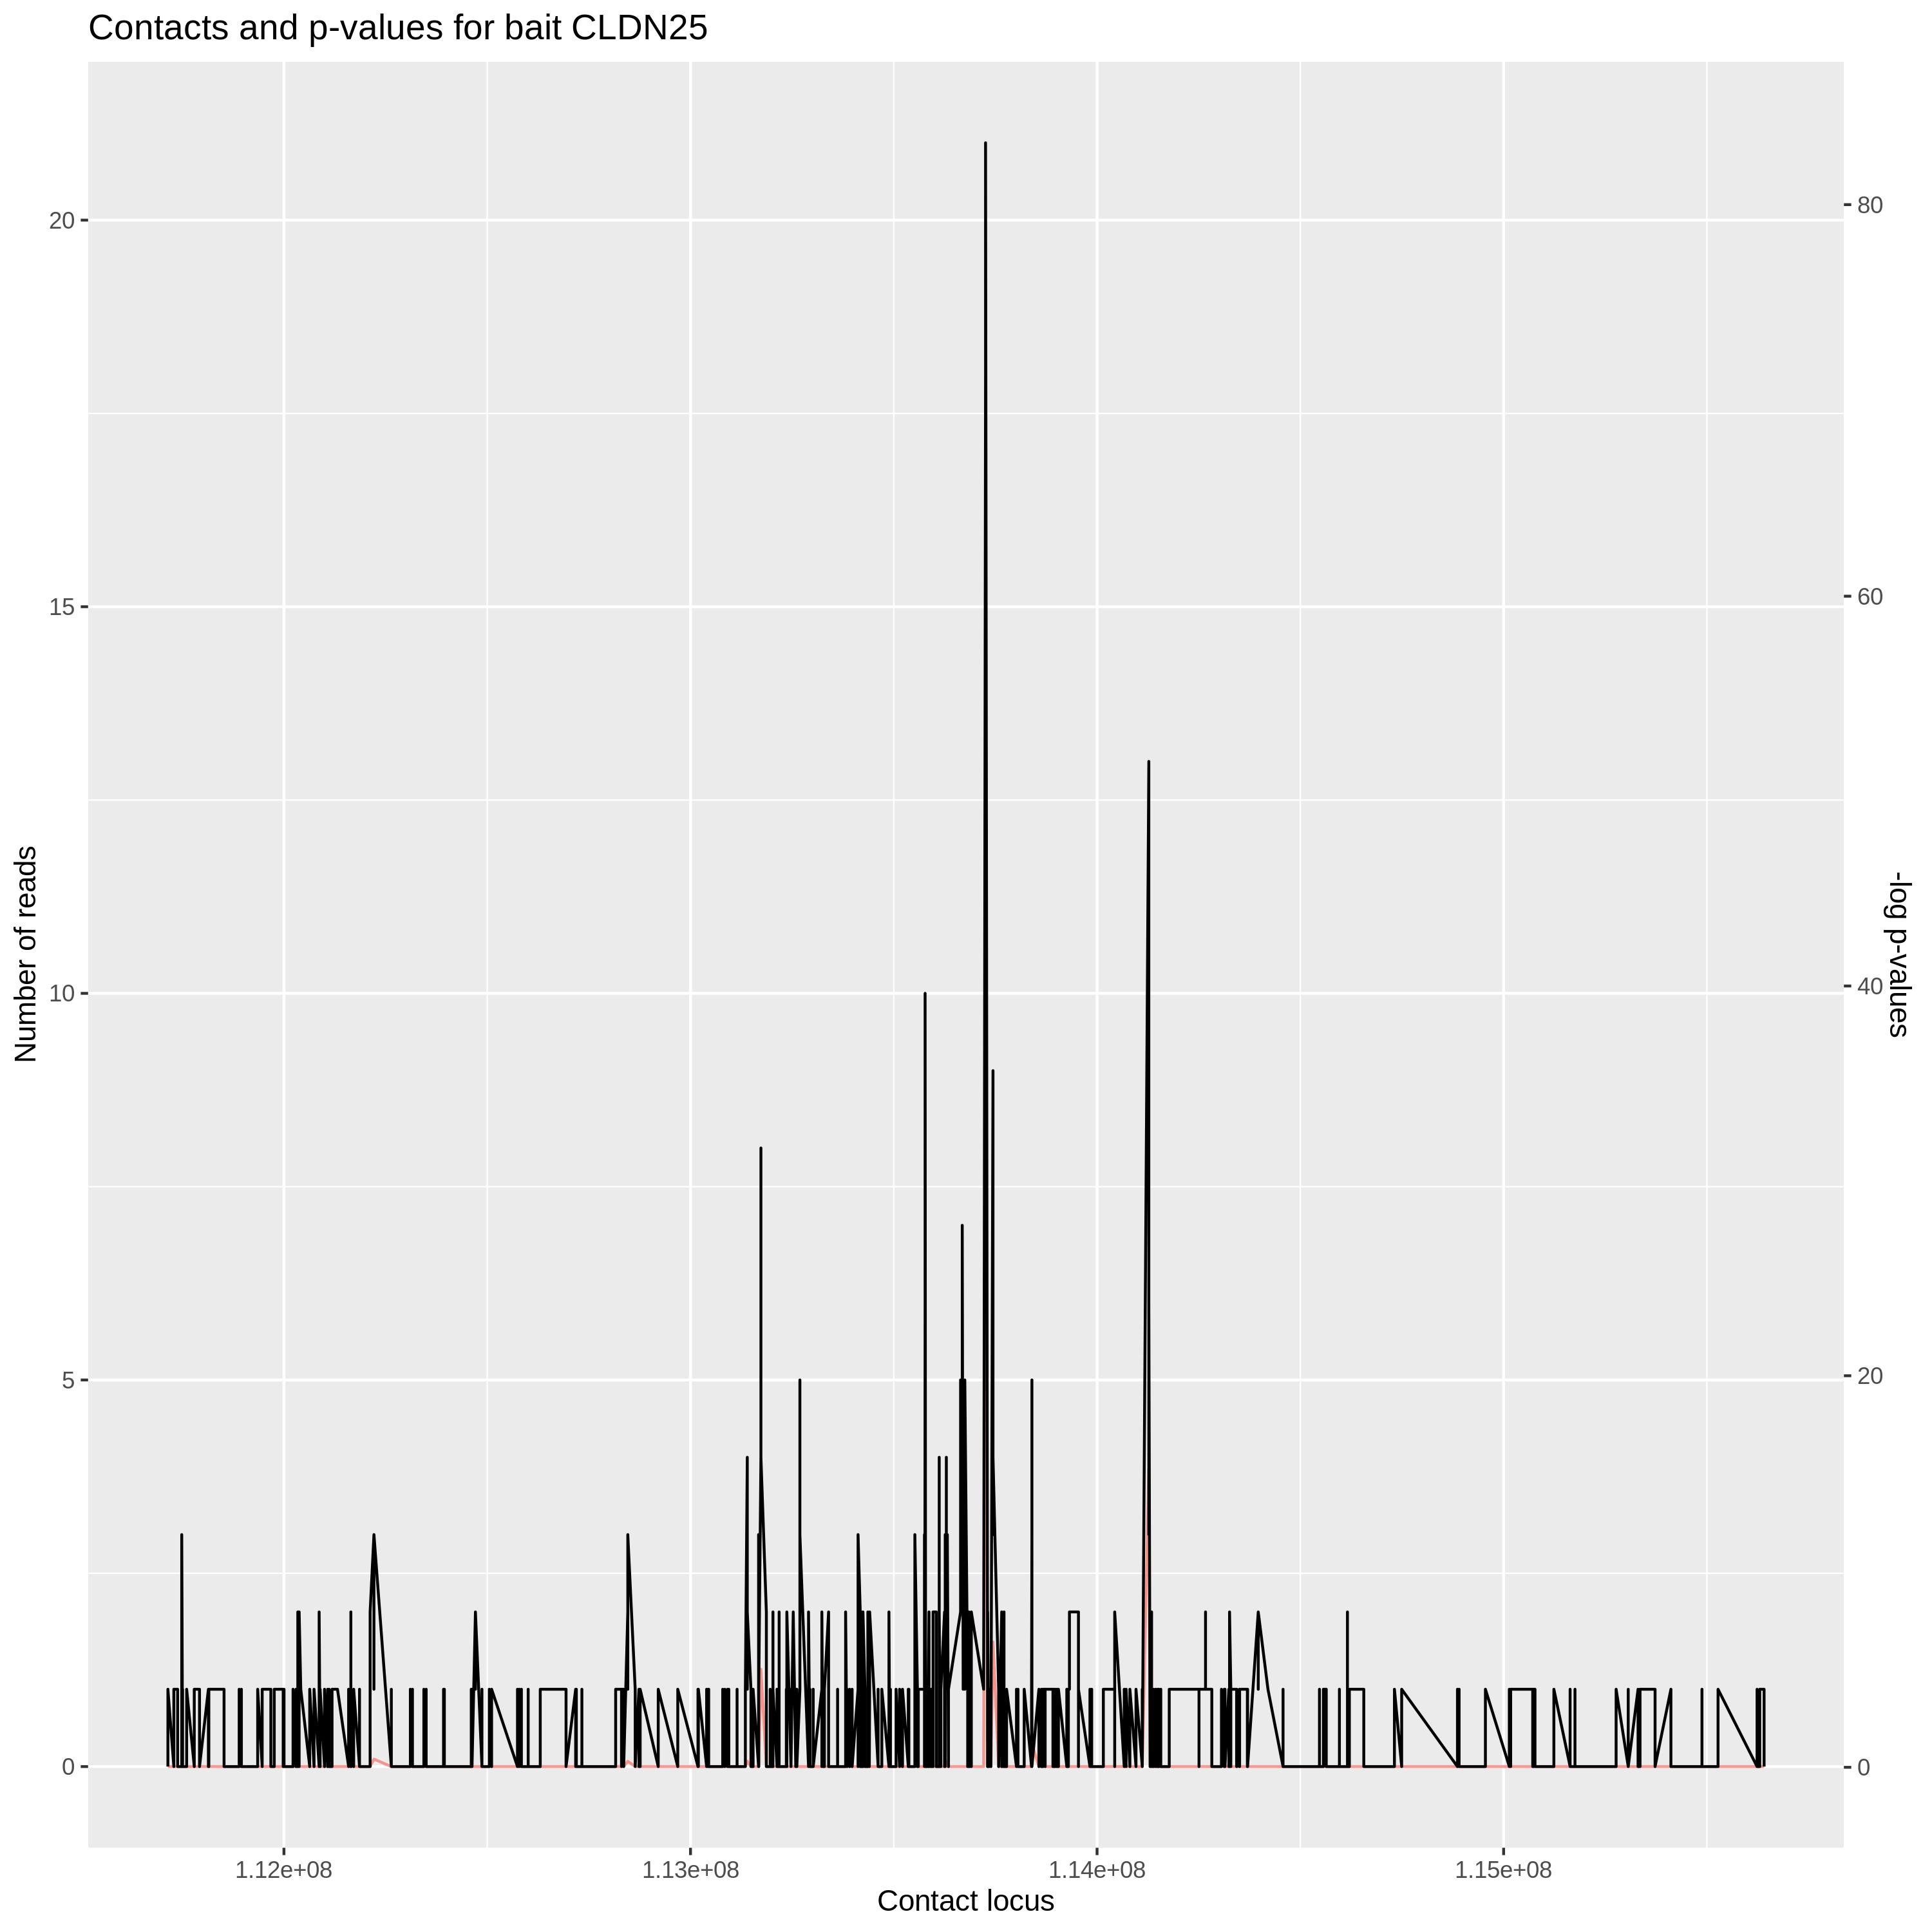 Contacts and p-values for bait CLDN25
20
15
10
5
0
Number of reads
80
60
40
20
0
-log p-values
1.12e+08 1.13e+08 1.14e+08 1.15e+08
Contact locus